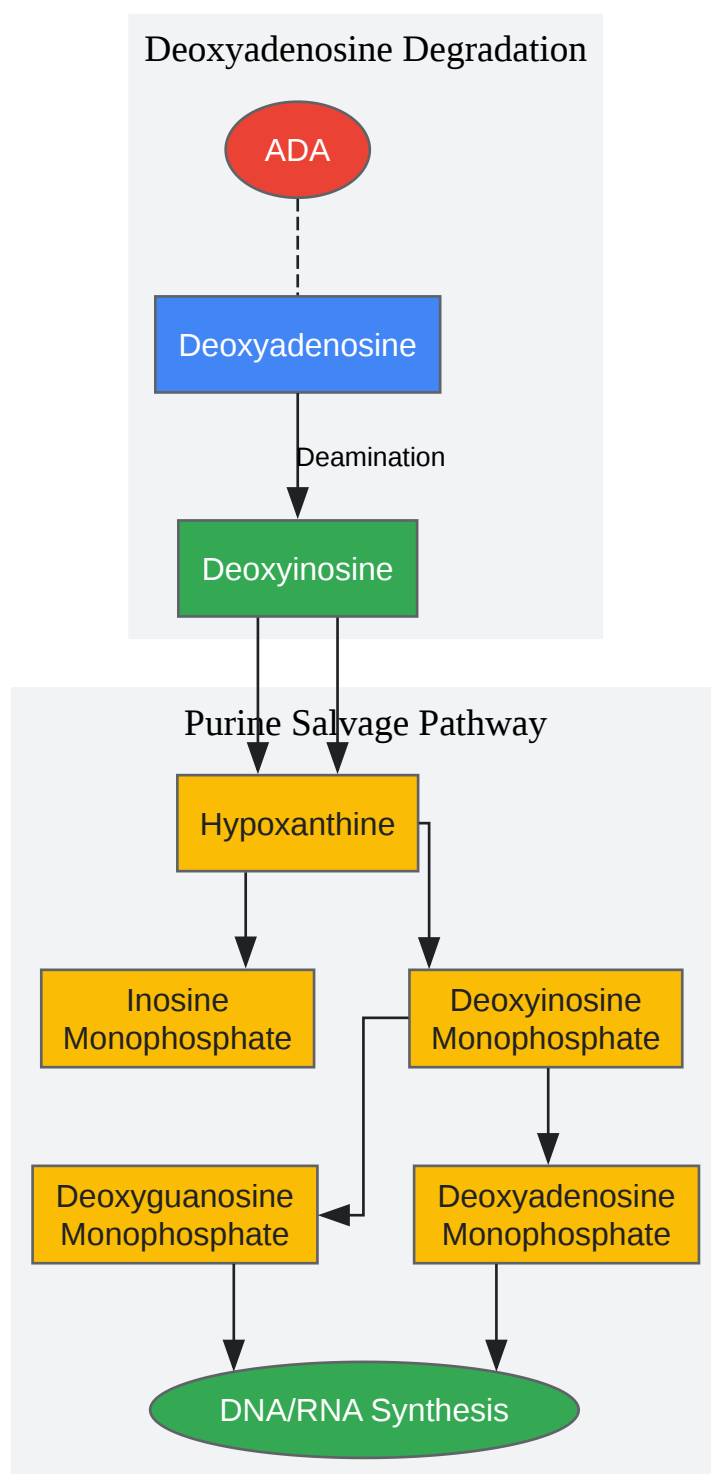 Deoxyadenosine Degradation
ADA
Deoxyadenosine
Deamination
Deoxyinosine
Purine Salvage Pathway
Hypoxanthine
Inosine
Monophosphate
Deoxyinosine
Monophosphate
Deoxyguanosine
Monophosphate
Deoxyadenosine
Monophosphate
DNA/RNA Synthesis